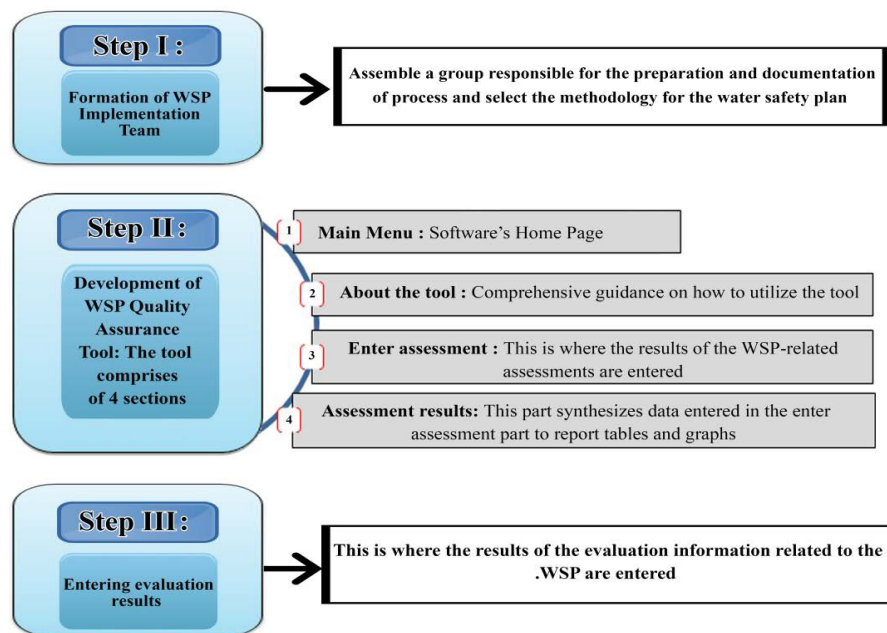 Step I :
Formation of WSP
Implementation
Team
Assemble a group responsible for the preparation and documentation
of process and select the methodology for the water safety plan
Step II :
Development of
WSP Quality
Assurance
Tool: The tool
comprises
of 4 sections
1 Main Menu : Software's Home Page
2 About the tool : Comprehensive guidance on how to utilize the tool
3 Enter assessment : This is where the results of the WSP-related
assessments are entered
4 Assessment results: This part synthesizes data entered in the enter
assessment part to report tables and graphs
Step III :
Entering evaluation
results
This is where the results of the evaluation information related to the
.WSP are entered